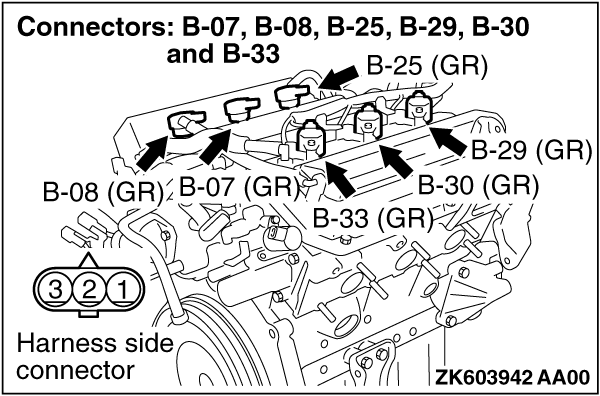 Connectors: B-07, B-08, B-25, B-29, B-30
and B-33
B-25 (GR)
B-29 (GR)
B-08 (GR)
B-07 (GR)
B-30 (GR)
B-33 (GR)
3 2 1
Harness side
connector
ZK603942 AA00